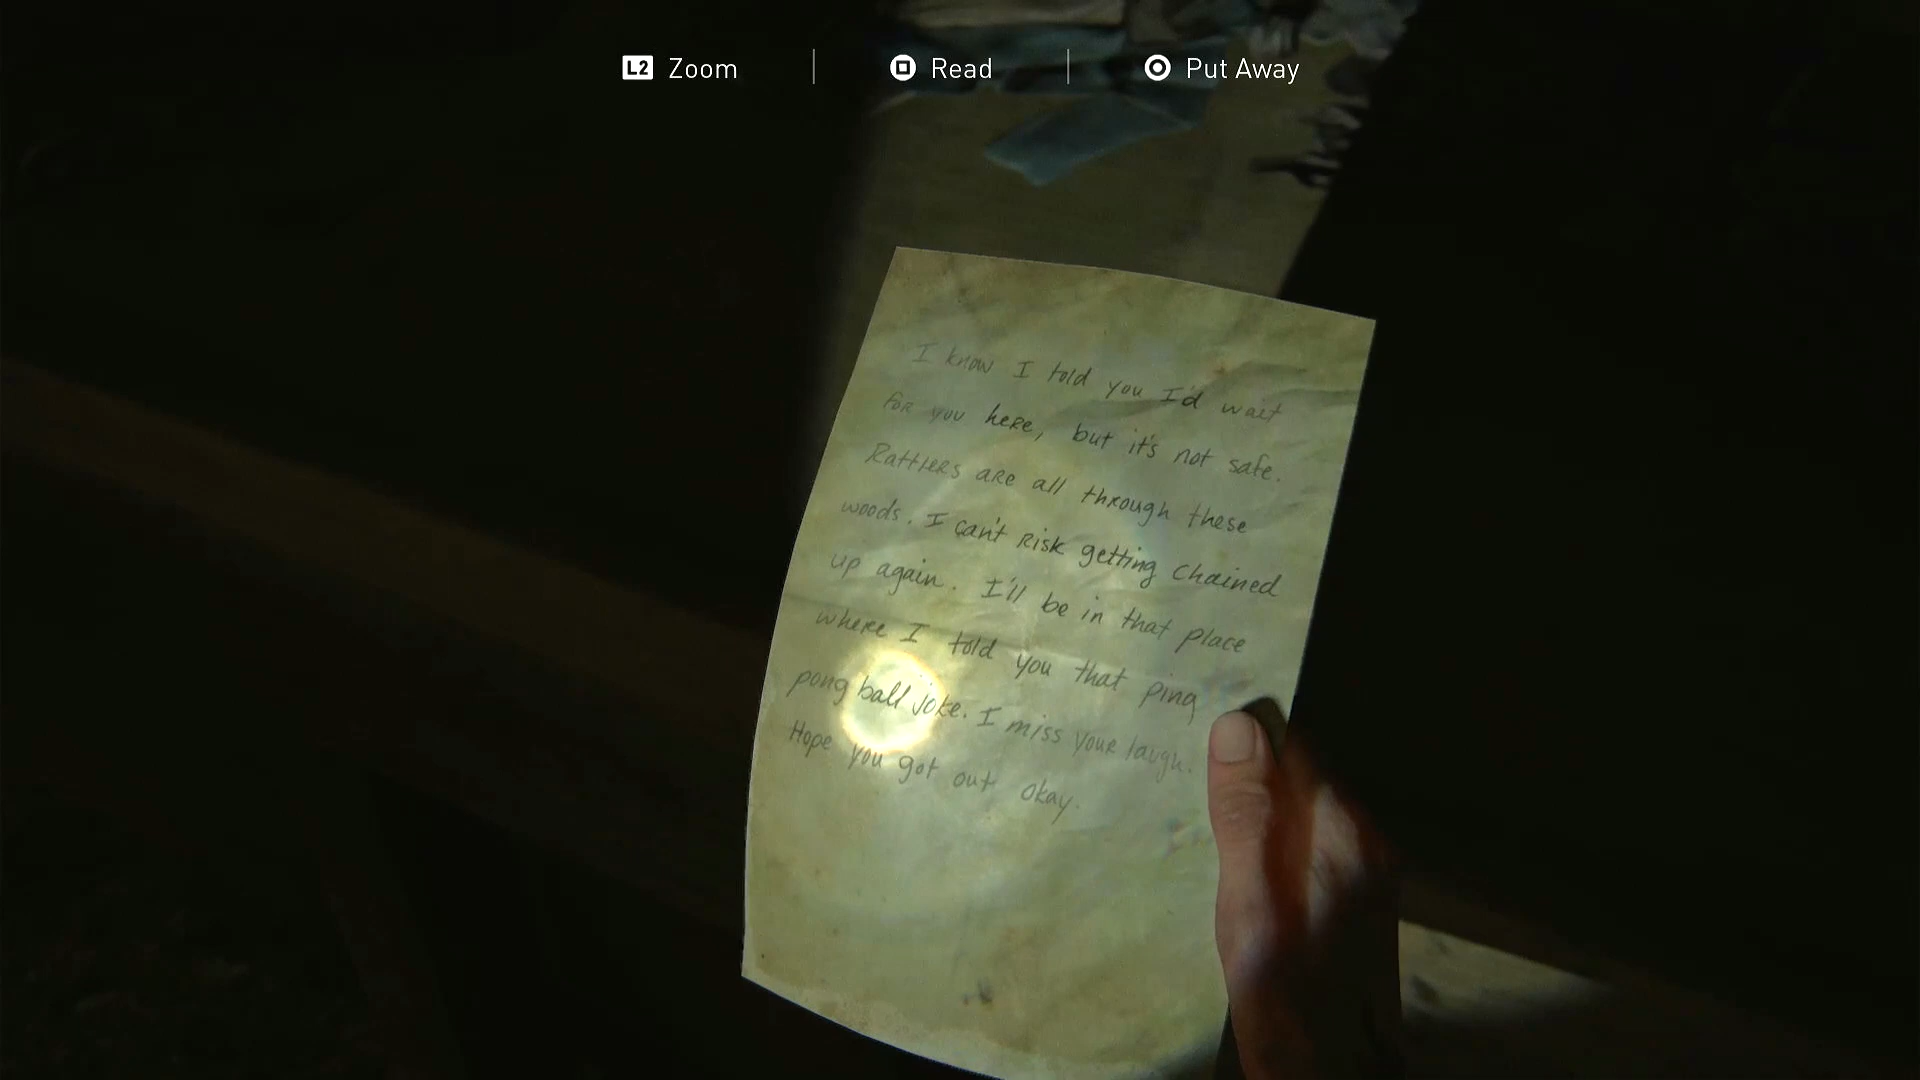 L2 Zoom Read Put Away
I know I told you I'd wait
for you here, but it's not safe.
Rattlers are all through these
woods. I can't risk getting chained
up again. I'll be in that place
where I told you that ping
pong ball joke. I miss your laugh.
Hope you got out okay.